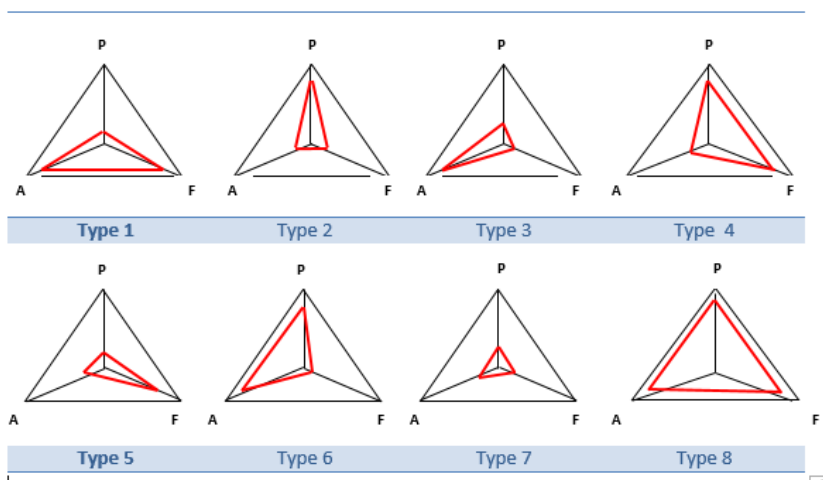 P P P P
A F A F A F A F
Type 1 Type 2 Type 3 Type 4
P P P P
A F A F A F A F
Type 5 Type 6 Type 7 Type 8